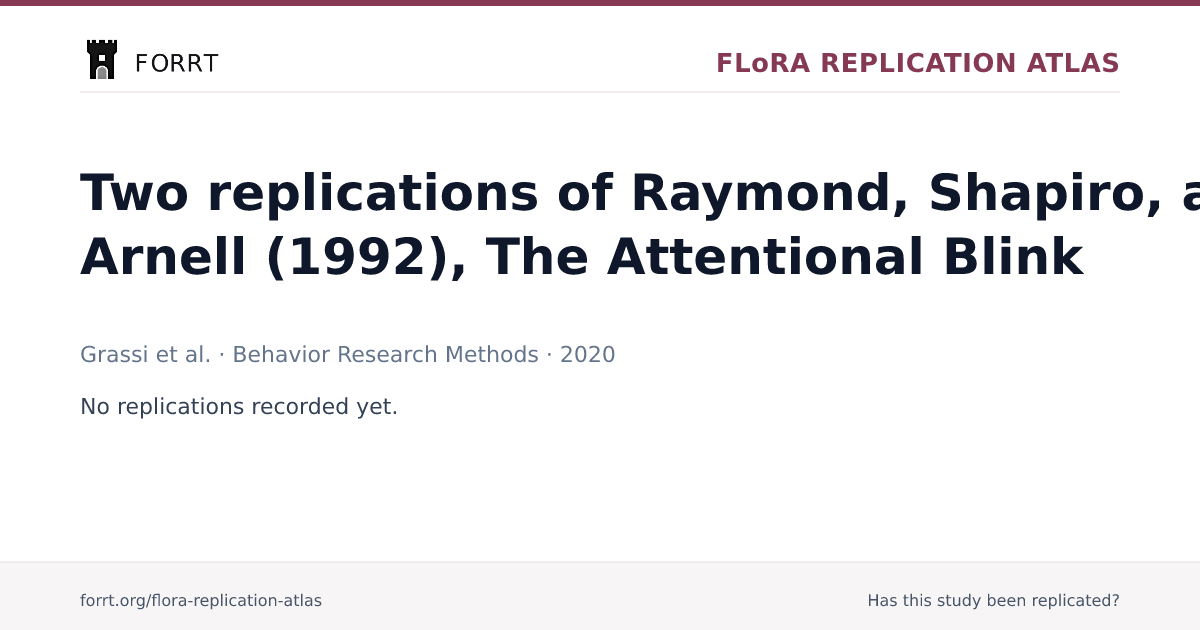 FORRT
FLoRA REPLICATION ATLAS
Two replications of Raymond, Shapiro,
Arnell (1992), The Attentional Blink
Grassi et al. · Behavior Research Methods · 2020
No replications recorded yet.
forrt.org/flora-replication-atlas
Has this study been replicated?